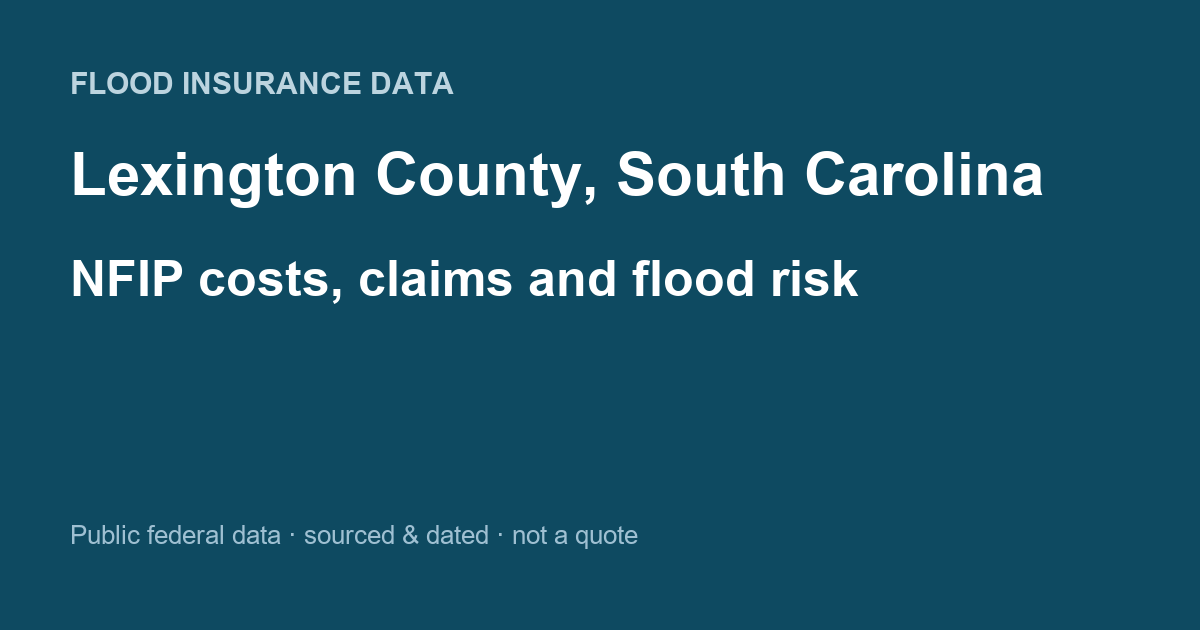 FLOOD INSURANCE DATA
Lexington County, South Carolina
NFIP costs, claims and flood risk
Public federal data · sourced & dated · not a quote